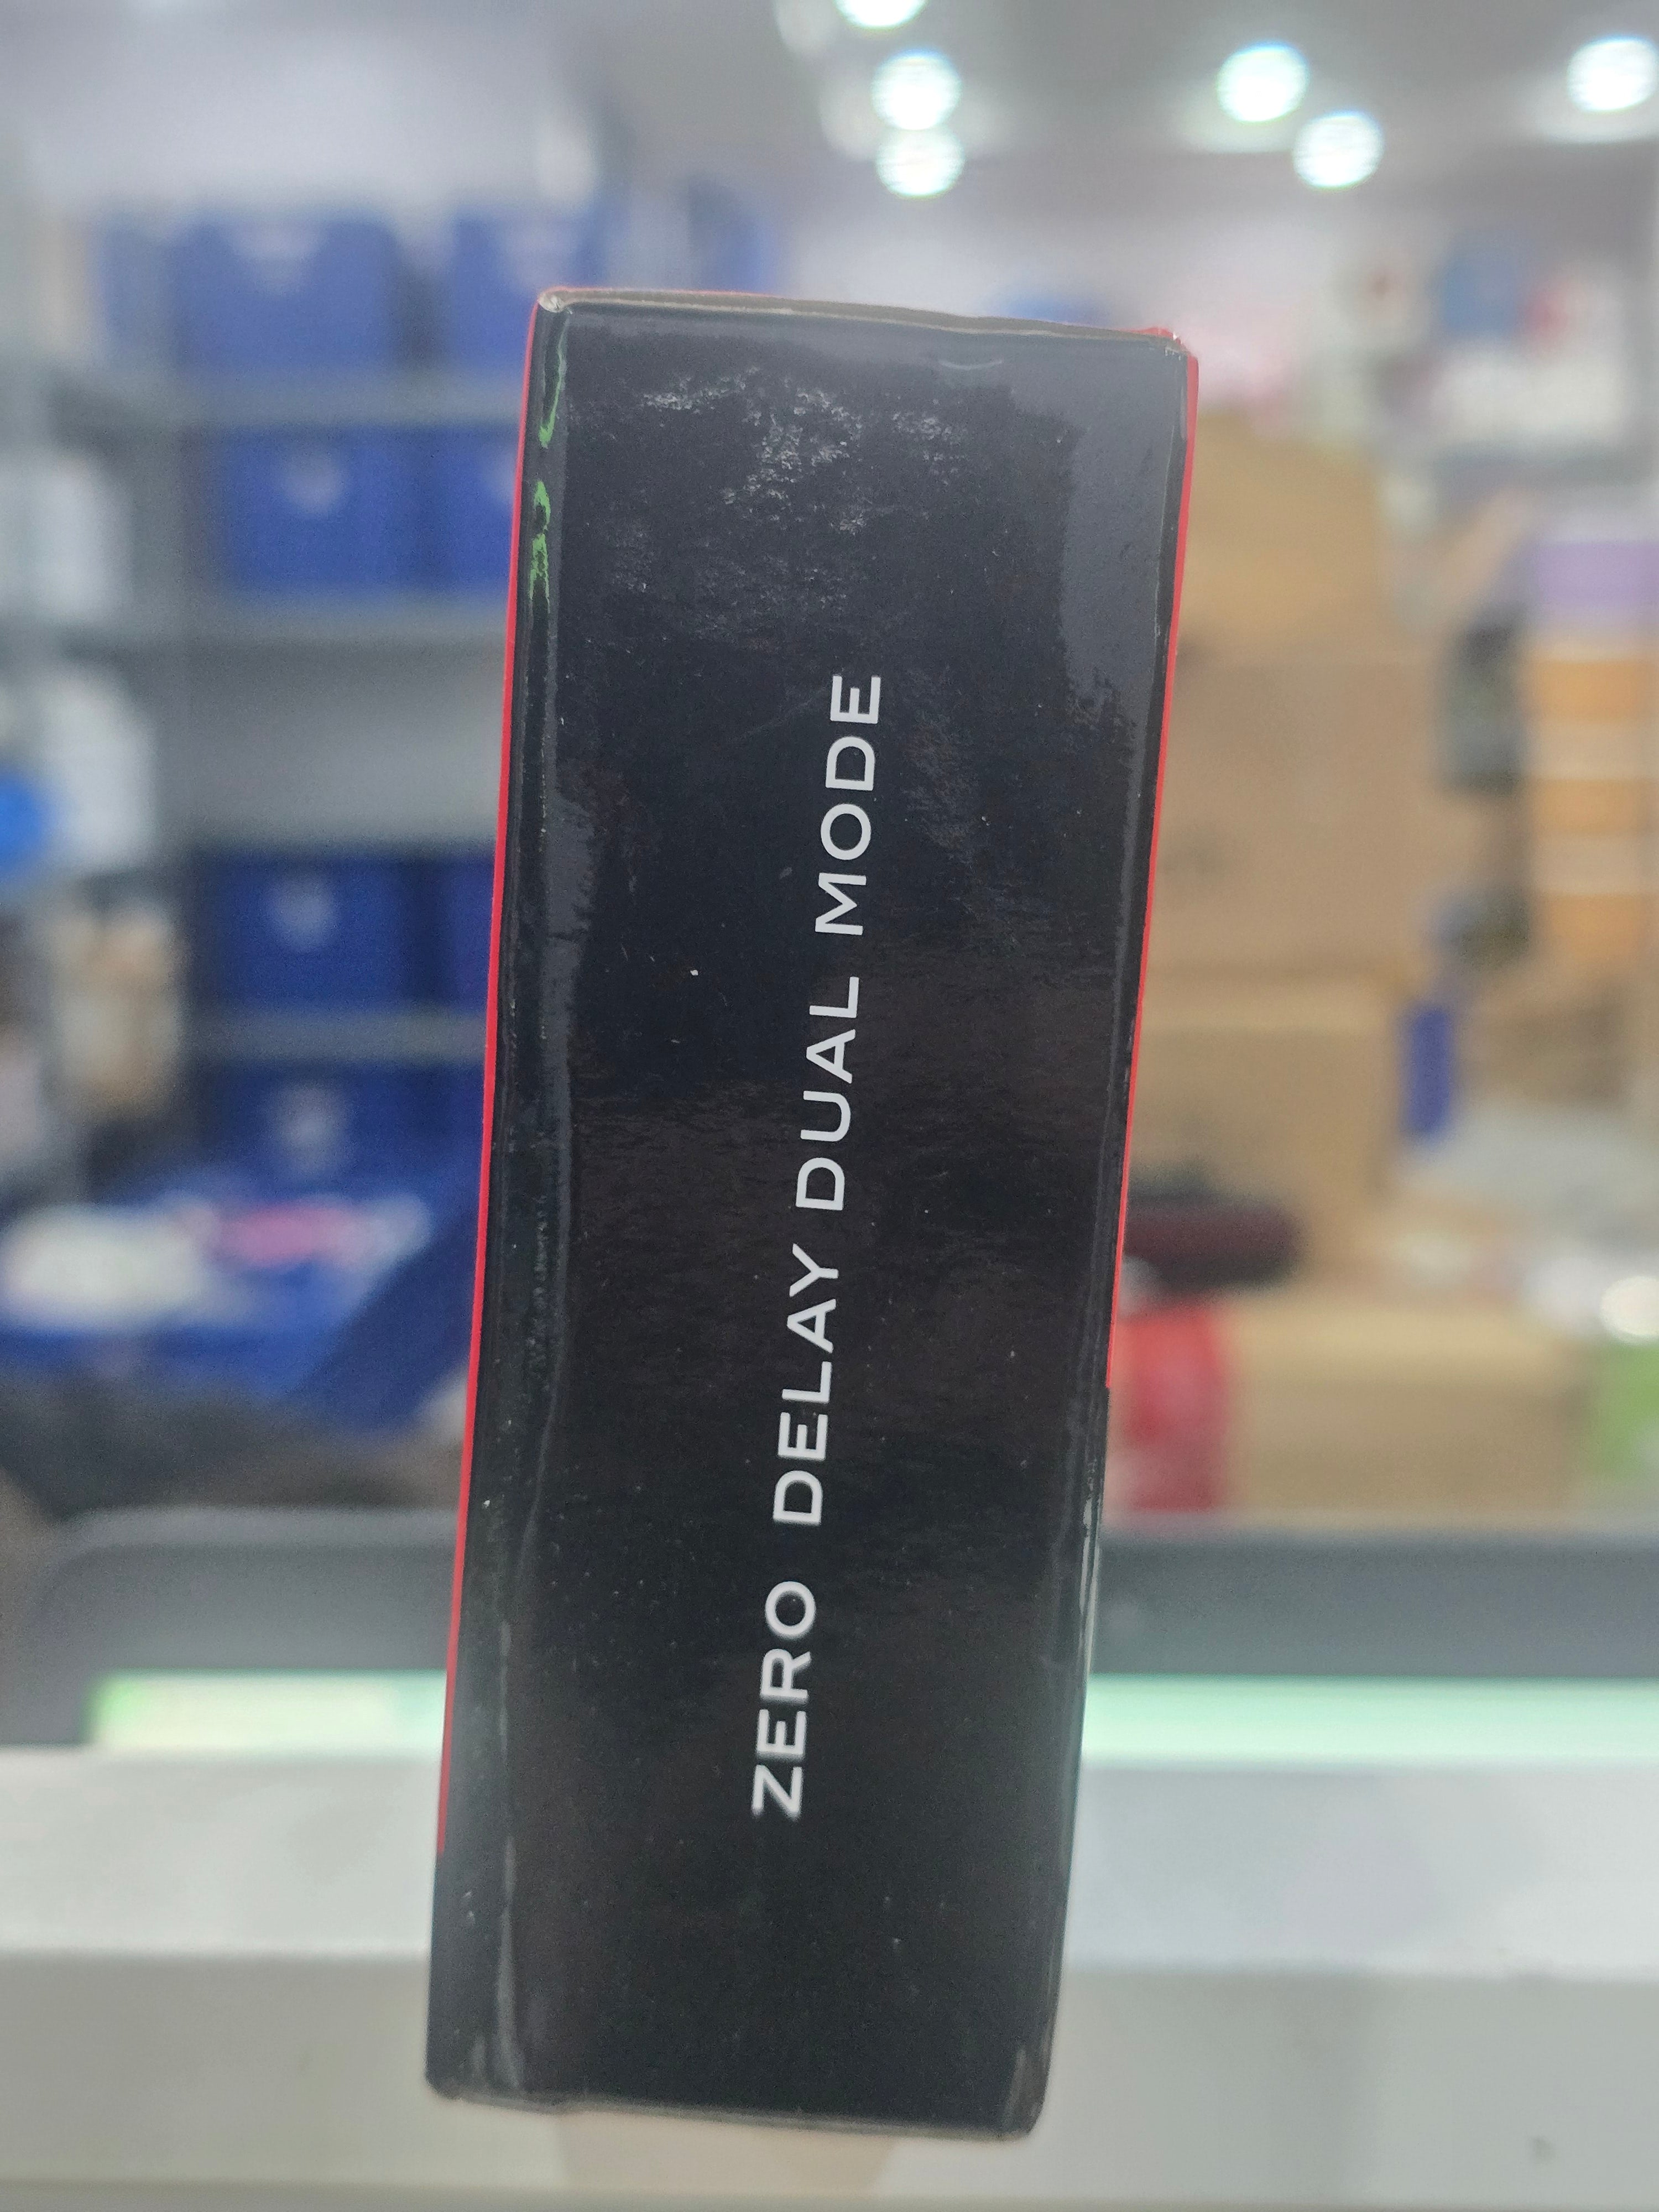 ZERO DELAY DUAL MODE